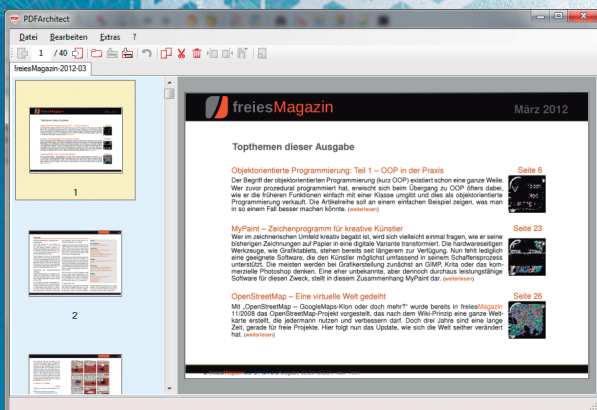 PDFArchitect
Datei Bearbeiten Extras ?
1 /40
freiesMagazin-2012-03
1
2
freiesMagazin
März 2012
Topthemen dieser Ausgabe
Objektorientierte Programmierung: Teil 1 – OOP in der Praxis Seite 6
Der Begriff der objektorientierten Programmierung (kurz OOP) existiert schon eine ganze Weile.
Wer zuvor prozedural programmiert hat, erwischt sich beim Übergang zu OOP öfters dabei,
wie er die früheren Funktionen einfach mit einer Klasse umgibt und dies als objektorientierte
Programmierung verkauft. Die Artikelreihe soll an einem einfachen Beispiel zeigen, was man
in so einem Fall besser machen könnte. (weiterlesen)
MyPaint – Zeichenprogramm für kreative Künstler Seite 23
Wer im zeichnerischen Umfeld kreativ begabt ist, wird sich vielleicht einmal fragen, wie er seine
bisherigen Zeichnungen auf Papier in eine digitale Variante transformiert. Die hardwareseitigen
Werkzeuge, wie Grafiktabletts, stehen bereits seit längerem zur Verfügung. Nun fehlt lediglich
eine geeignete Software, die den Künstler möglichst umfassend in seinem Schaffensprozess
unterstützt. Die meisten werden bei Grafikerstellung zunächst an GIMP, Krita oder das kom-
merzielle Photoshop denken. Eine eher unbekannte, aber dennoch durchaus leistungsfähige
Software für diesen Zweck, stellt in diesem Zusammenhang MyPaint dar. (weiterlesen)
OpenStreetMap – Eine virtuelle Welt gedeiht Seite 26
Mit „OpenStreetMap – GoogleMaps-Klon oder doch mehr?“ wurde bereits in freiesMagazin
11/2008 das OpenStreetMap-Projekt vorgestellt, das nach dem Wiki-Prinzip eine ganze Welt-
karte erstellt, die jedermann nutzen und verbessern darf. Doch drei Jahre sind eine lange
Zeit, gerade für freie Projekte. Hier folgt nun das Update, wie sich die Welt seither verändert
hat. (weiterlesen)